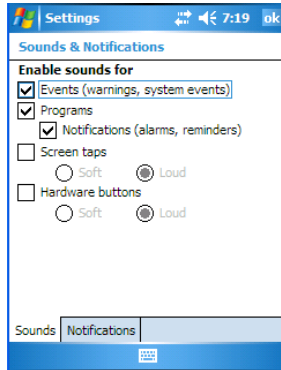 Settings 7:19 ok
Sounds & Notifications
Enable sounds for
Events (warnings, system events)
Programs
Notifications (alarms, reminders)
Screen taps
Soft Loud
Hardware buttons
Soft Loud
Sounds Notifications